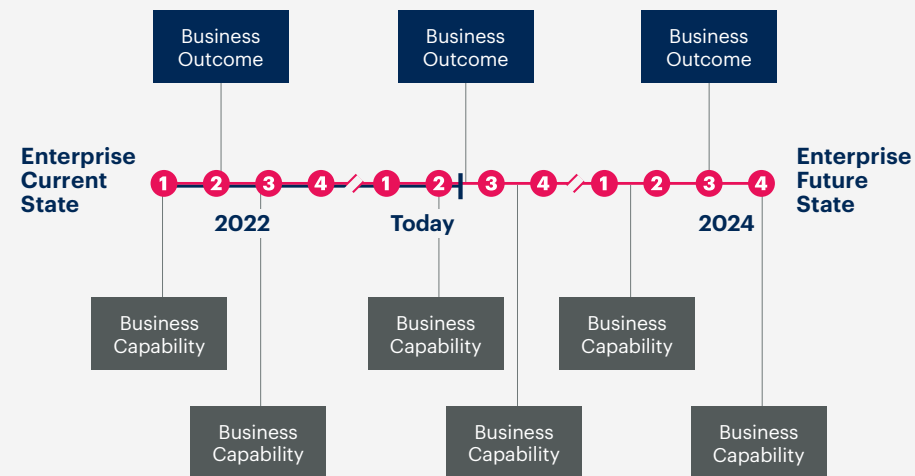 Business
Outcome
Business
Outcome
Business
Outcome
Enterprise
Current
State
1 2 3 4 1 2 3 4 1 2 3 4
Enterprise
Future
State
2022 Today 2024
Business
Capability
Business
Capability
Business
Capability
Business
Capability
Business
Capability
Business
Capability